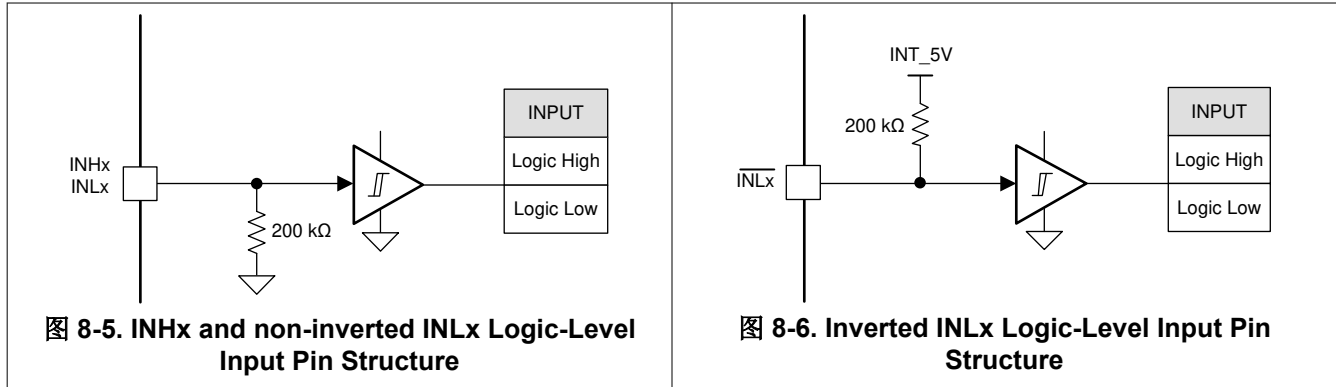 INHx
INLx
200 kΩ
INPUT
Logic High
Logic Low
图 8-5. INHx and non-inverted INLx Logic-Level
Input Pin Structure
INT_5V
200 kΩ
INLx
INPUT
Logic High
Logic Low
图 8-6. Inverted INLx Logic-Level Input Pin
Structure